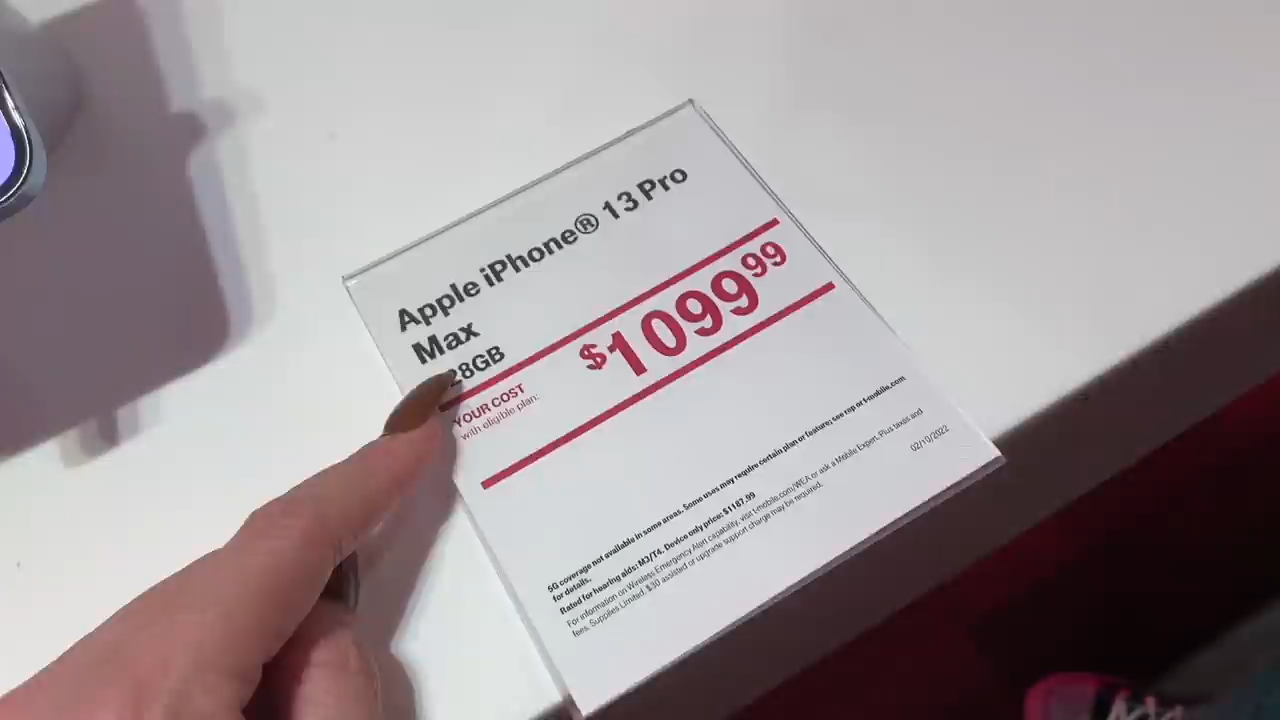 Apple iPhone® 13 Pro
Max
28GB
YOUR COST
with eligible plan:
$1099 99
5G coverage not available in some areas. Some uses may require certain plan or feature; see rep or t-mobile.com
for details.
Rated for hearing aids: M3/T4. Device only price: $1187.99
For information on Wireless Emergency Alert capability, visit t-mobile.com/WEA or ask a Mobile Expert. Plus taxes and
fees. Supplies Limited. $30 assisted or upgrade support charge may be required.
02/10/2022